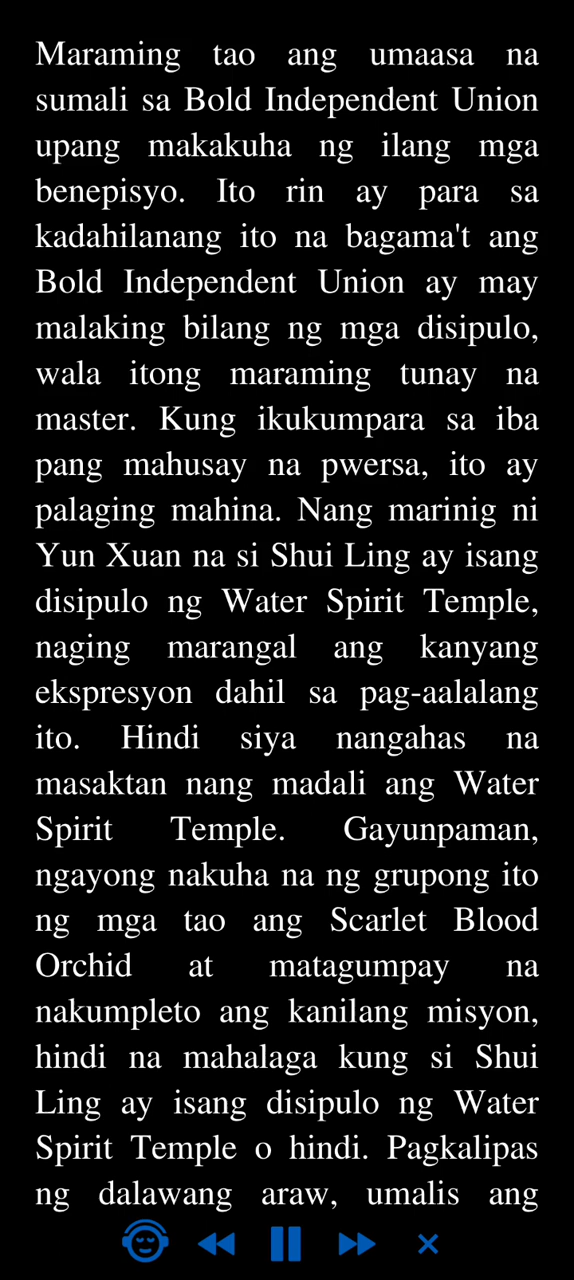 Maraming tao ang umaasa na
sumali sa Bold Independent Union
upang makakuha ng ilang mga
benepisyo. Ito rin ay para sa
kadahilanang ito na bagama't ang
Bold Independent Union ay may
malaking bilang ng mga disipulo,
wala itong maraming tunay na
master. Kung ikukumpara sa iba
pang mahusay na pwersa, ito ay
palaging mahina. Nang marinig ni
Yun Xuan na si Shui Ling ay isang
disipulo ng Water Spirit Temple,
naging marangal ang kanyang
ekspresyon dahil sa pag-aalalang
ito. Hindi siya nangahas na
masaktan nang madali ang Water
Spirit Temple. Gayunpaman,
ngayong nakuha na ng grupong ito
ng mga tao ang Scarlet Blood
Orchid at matagumpay na
nakumpleto ang kanilang misyon,
hindi na mahalaga kung si Shui
Ling ay isang disipulo ng Water
Spirit Temple o hindi. Pagkalipas
ng dalawang araw, umalis ang